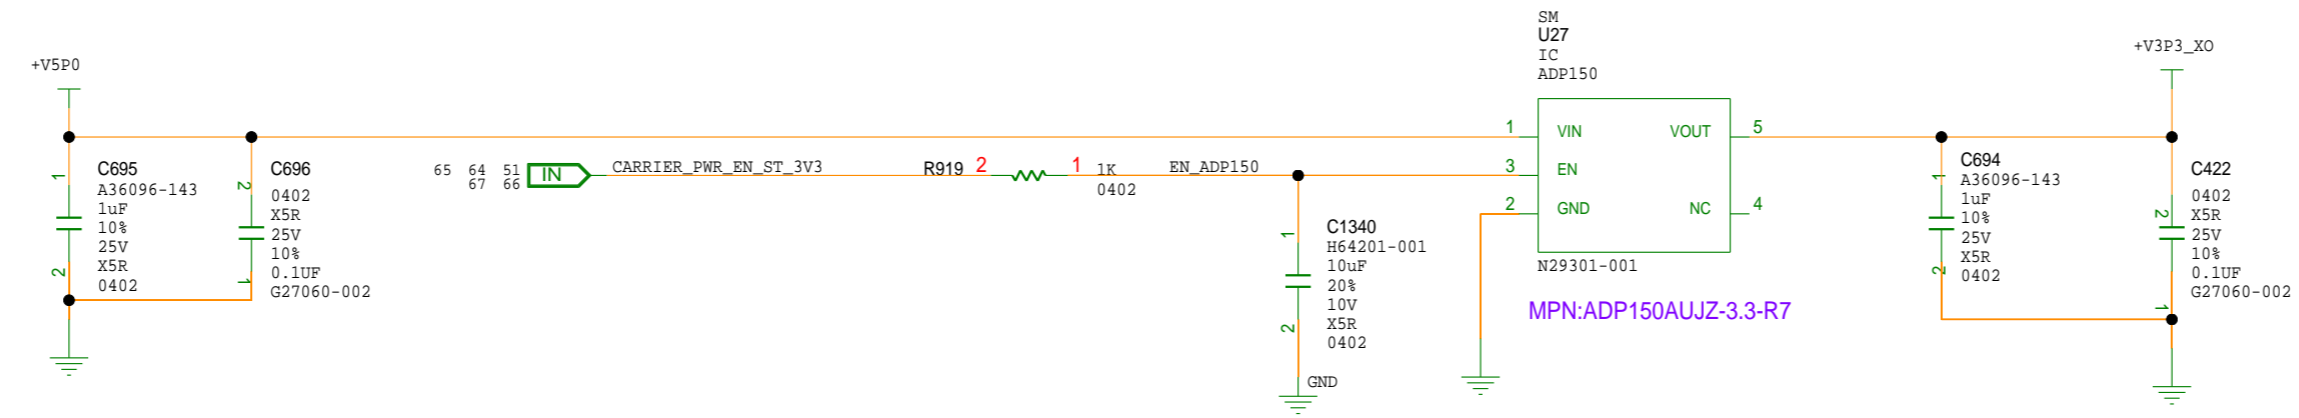 +V5P0
C695
A36096-143
1uF
10%
25V
X5R
0402
1
2
C696
0402
X5R
25V
10%
0.1UF
G27060-002
2
1
65 64 51
67 66
IN
CARRIER_PWR_EN_ST_3V3
R919
2
1
1K
0402
EN_ADP150
C1340
H64201-001
10uF
20%
10V
X5R
0402
1
2
GND
SM
U27
IC
ADP150
1 VIN VOUT 5
3 EN
2 GND NC 4
N29301-001
MPN:ADP150AUJZ-3.3-R7
C694
A36096-143
1uF
10%
25V
X5R
0402
1
2
+V3P3_XO
C422
0402
X5R
25V
10%
0.1UF
G27060-002
2
1